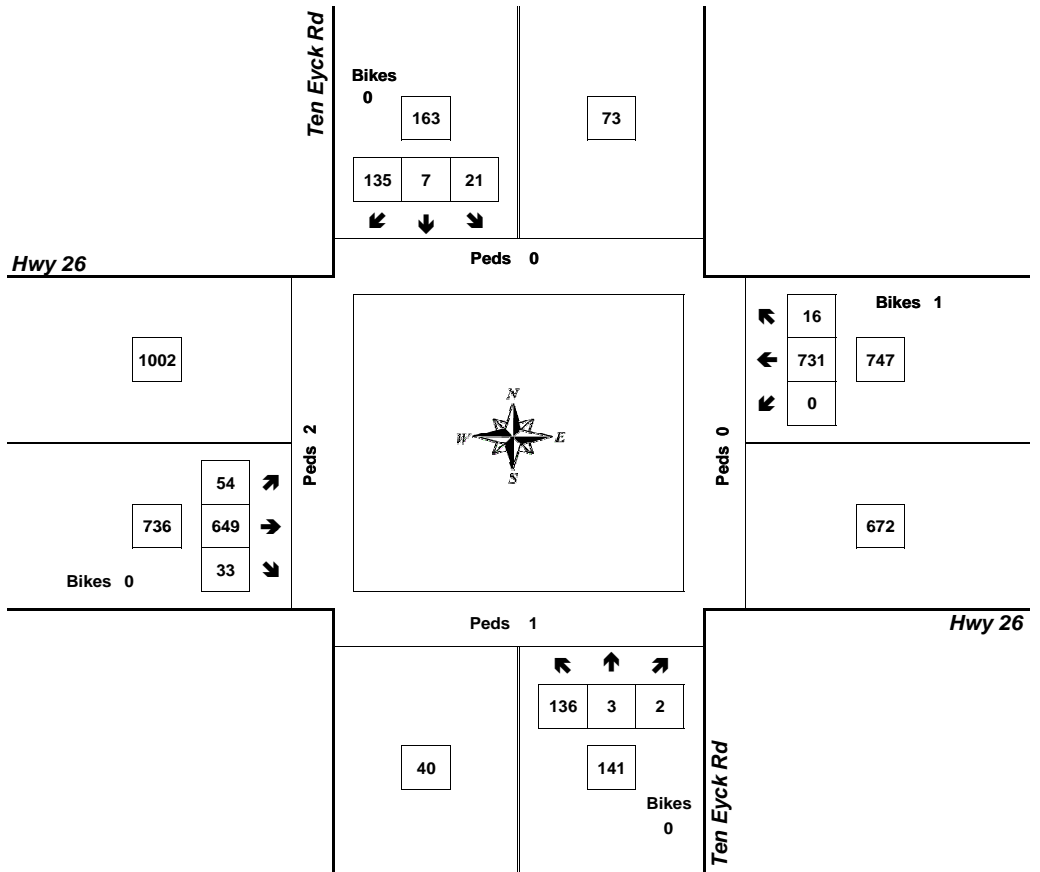 Ten Eyck Rd
Bikes
0
163
73
135 7 21
Peds 0
Hwy 26
Bikes 1
16
1002
731 747
0
N
W E
S
Peds 2
Peds 0
54
736 649
672
33
Bikes 0
Peds 1
Hwy 26
136 3 2
40
141
Bikes
0
Ten Eyck Rd